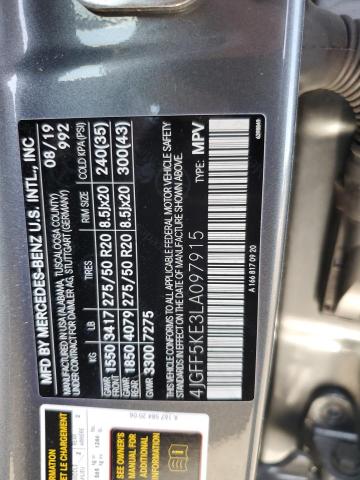 MFD BY MERCEDES-BENZ U.S. INTL., INC
MANUFACTURED IN USA (ALABAMA, TUSCALOOSA COUNTY)
UNDER CONTRACT FOR DAIMLER AG, STUTTGART (GERMANY)
08/19
992
KG LB TIRES RIM SIZE COLD KPA(PSI)
GAWR FRONT 1550 3417 275/50 R20 8.5Jx20 240(35)
GAWR REAR 1850 4079 275/50 R20 8.5Jx20 300(43)
GVWR 3300 7275
THIS VEHICLE CONFORMS TO ALL APPLICABLE FEDERAL MOTOR VEHICLE SAFETY
STANDARDS IN EFFECT ON THE DATE OF MANUFACTURE SHOWN ABOVE.
4JGFF5KE3LA097915 TYPE: MPV
A 166 817 09 20
A 167 584 20 06
SEE OWNER'S
MANUAL FOR
ADDITIONAL
INFORMATION